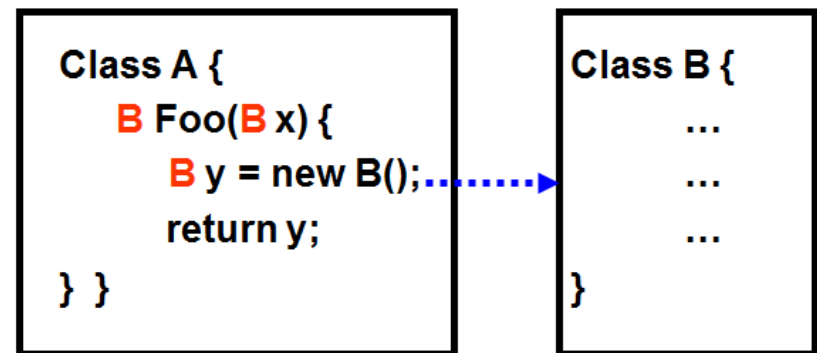 Class A {
B Foo(B x) {
B y = new B();
return y;
} }
Class B {
...
...
...
}